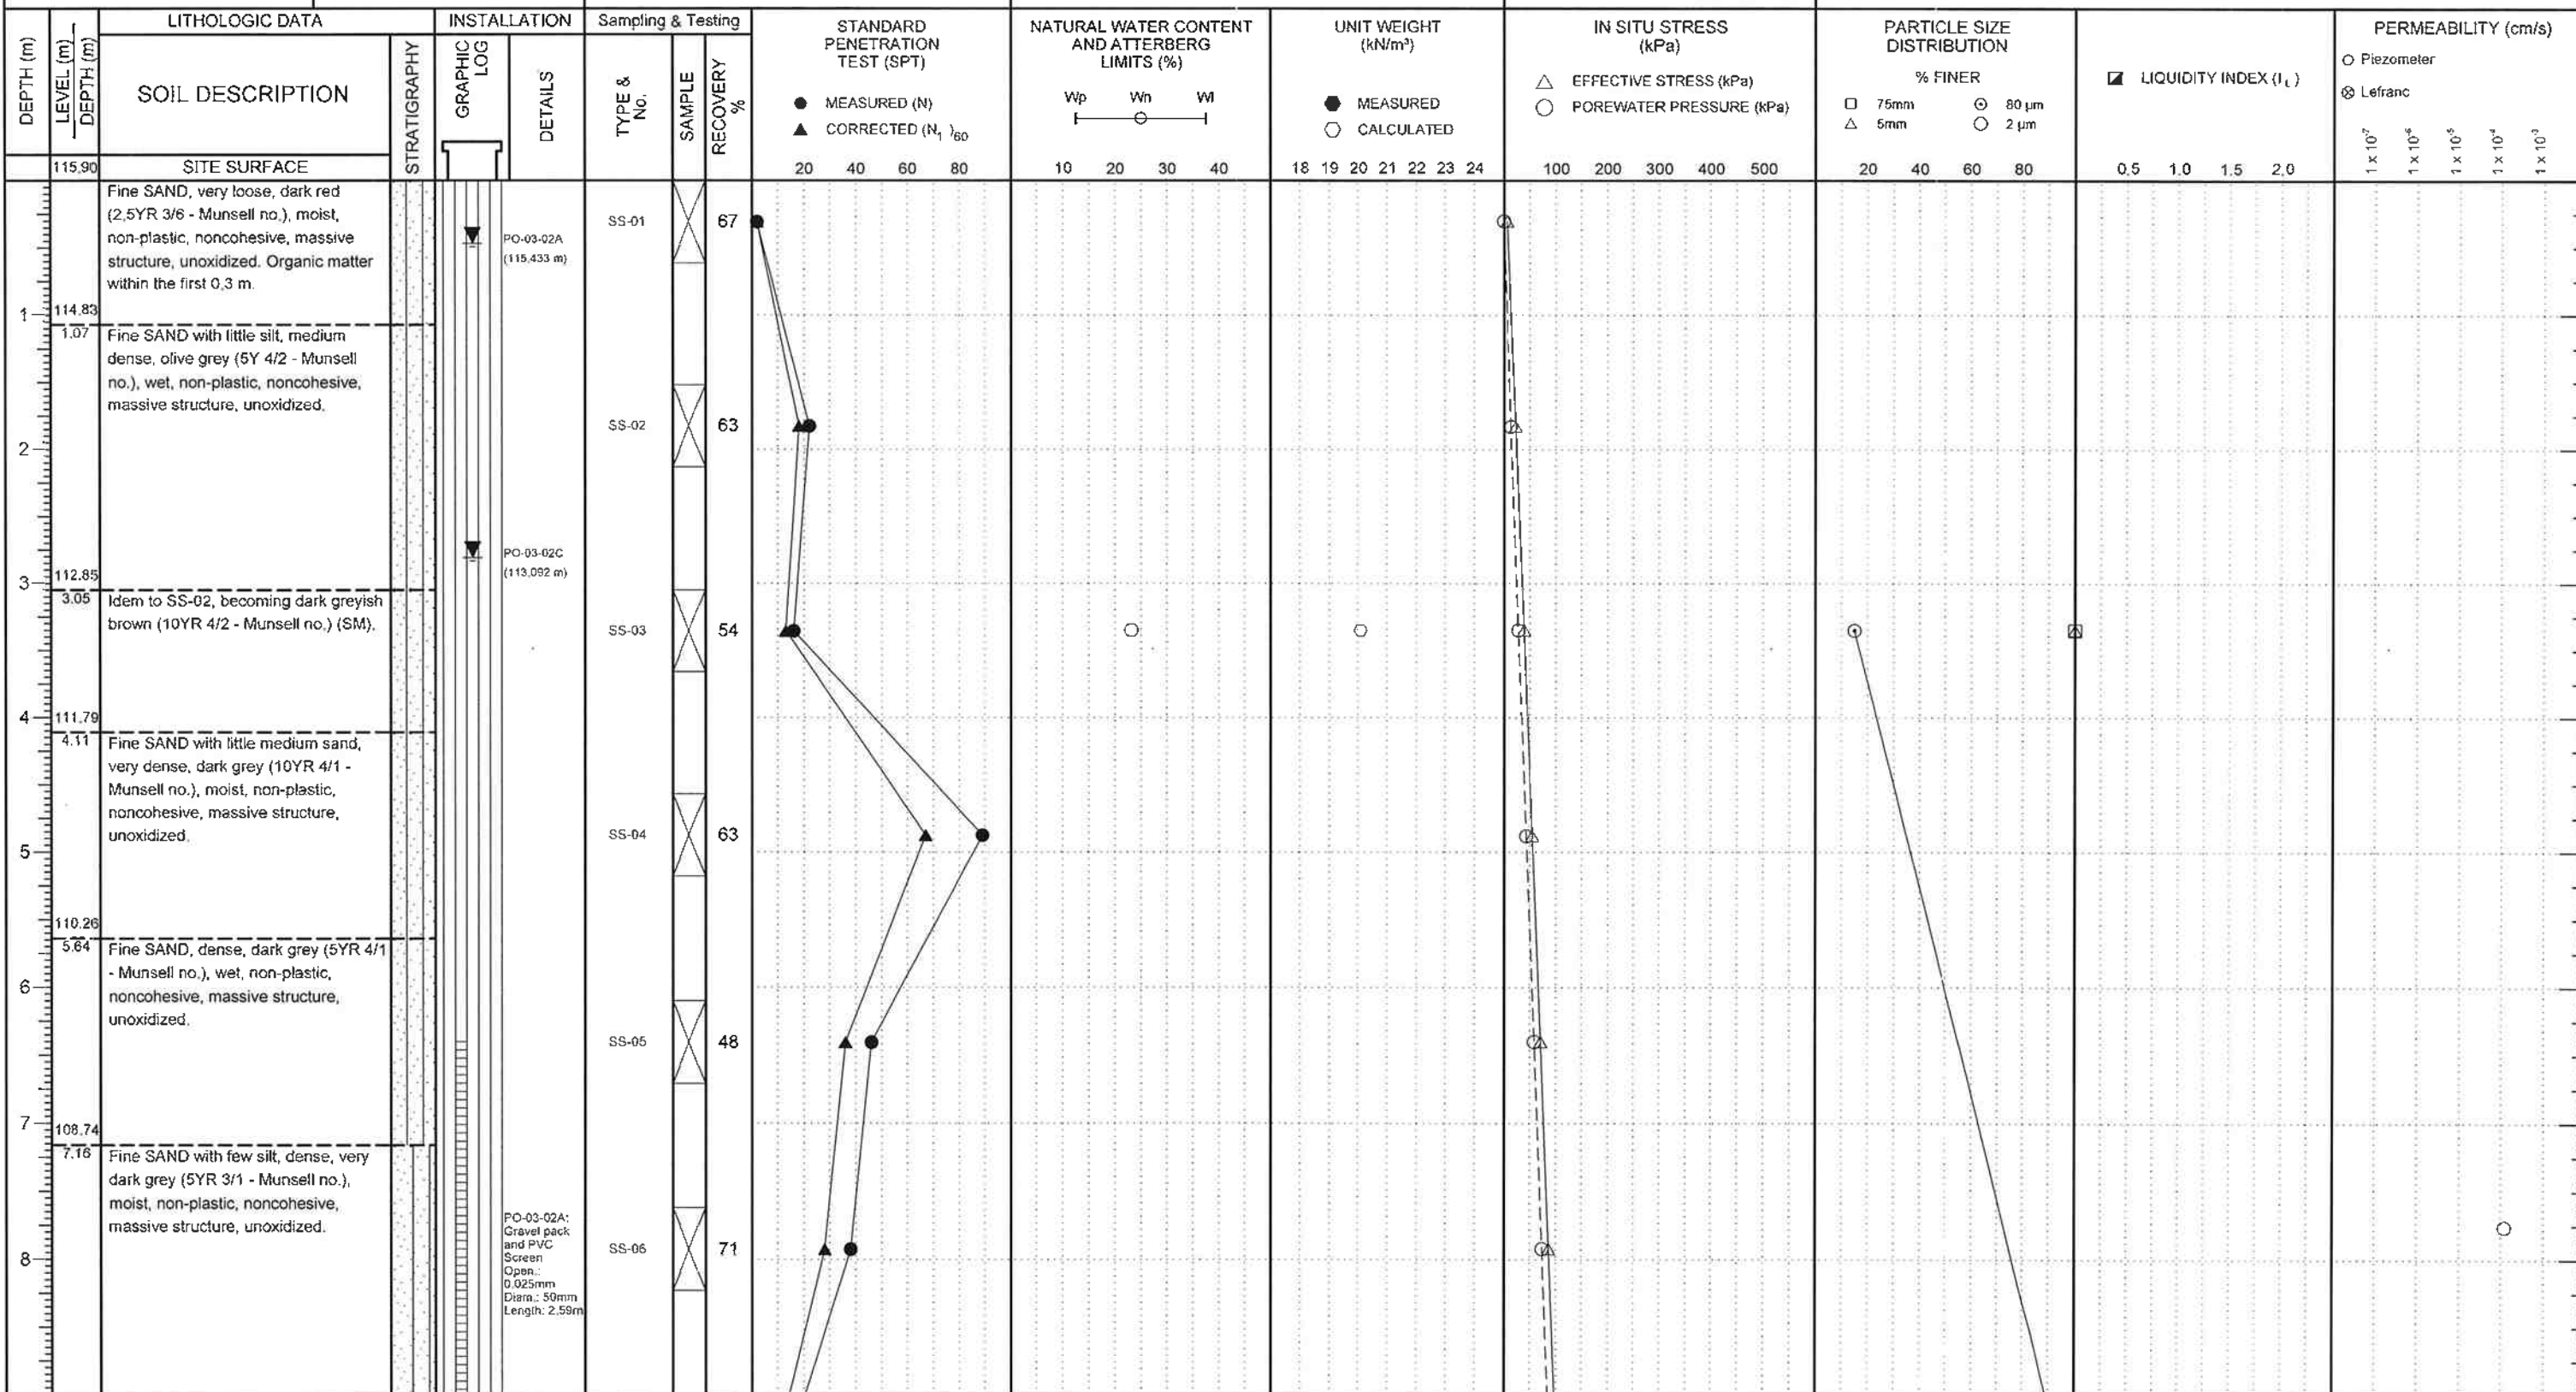 DEPTH (m)
LEVEL (m)
DEPTH (m)
LITHOLOGIC DATA
SOIL DESCRIPTION
STRATIGRAPHY
INSTALLATION
GRAPHIC
LOG
DETAILS
Sampling & Testing
TYPE &
No.
SAMPLE
RECOVERY
%
STANDARD
PENETRATION
TEST (SPT)
MEASURED (N)
CORRECTED (N1)60
20 40 60 80
NATURAL WATER CONTENT
AND ATTERBERG
LIMITS (%)
Wp Wn Wl
10 20 30 40
UNIT WEIGHT
(kN/m³)
MEASURED
CALCULATED
18 19 20 21 22 23 24
IN SITU STRESS
(kPa)
EFFECTIVE STRESS (kPa)
POREWATER PRESSURE (kPa)
100 200 300 400 500
PARTICLE SIZE
DISTRIBUTION
% FINER
75mm 80 µm
5mm 2 µm
20 40 60 80
LIQUIDITY INDEX (IL)
0.5 1.0 1.5 2.0
PERMEABILITY (cm/s)
Piezometer
Lefranc
1 x 10⁻⁷ 1 x 10⁻⁶ 1 x 10⁻⁵ 1 x 10⁻⁴ 1 x 10⁻³
115.90 SITE SURFACE
Fine SAND, very loose, dark red
(2.5YR 3/6 - Munsell no.), moist,
non-plastic, noncohesive, massive
structure, unoxidized. Organic matter
within the first 0.3 m.
SS-01 67
PO-03-02A
(115.433 m)
1
114.83
1.07
Fine SAND with little silt, medium
dense, olive grey (5Y 4/2 - Munsell
no.), wet, non-plastic, noncohesive,
massive structure, unoxidized.
SS-02 63
2
PO-03-02C
(113.092 m)
112.85
3
3.05
Idem to SS-02, becoming dark greyish
brown (10YR 4/2 - Munsell no.) (SM).
SS-03 54
4
111.79
4.11
Fine SAND with little medium sand,
very dense, dark grey (10YR 4/1 -
Munsell no.), moist, non-plastic,
noncohesive, massive structure,
unoxidized.
SS-04 63
5
110.26
5.64
Fine SAND, dense, dark grey (5YR 4/1
- Munsell no.), wet, non-plastic,
noncohesive, massive structure,
unoxidized.
6
SS-05 48
7
108.74
7.16
Fine SAND with few silt, dense, very
dark grey (5YR 3/1 - Munsell no.),
moist, non-plastic, noncohesive,
massive structure, unoxidized.
PO-03-02A:
Gravel pack
and PVC
Screen
Open.:
0.025mm
Diam.: 50mm
Length: 2.59m
SS-06 71
8